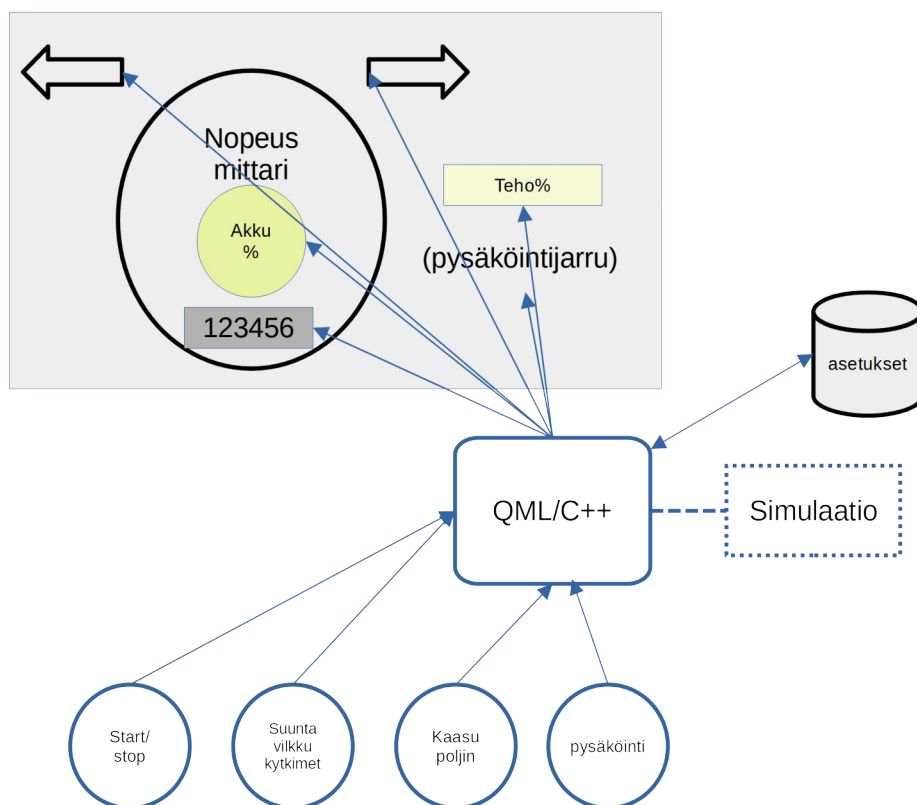 Nopeus
mittari
Akku
%
123456
Teho%
(pysäköintijarru)
asetukset
QML/C++
Simulaatio
Start/
stop
Suunta
vilkku
kytkimet
Kaasu
poljin
pysäköinti